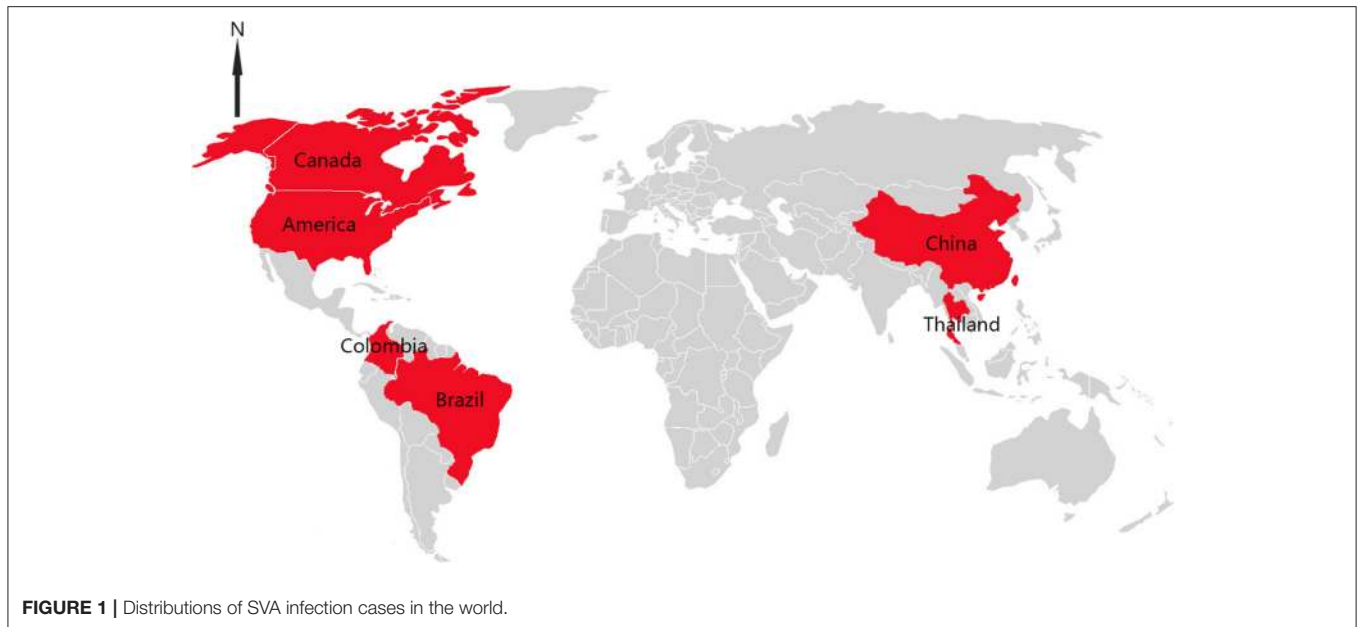 N
Canada
America
China
Thailand
Colombia
Brazil
FIGURE 1 | Distributions of SVA infection cases in the world.